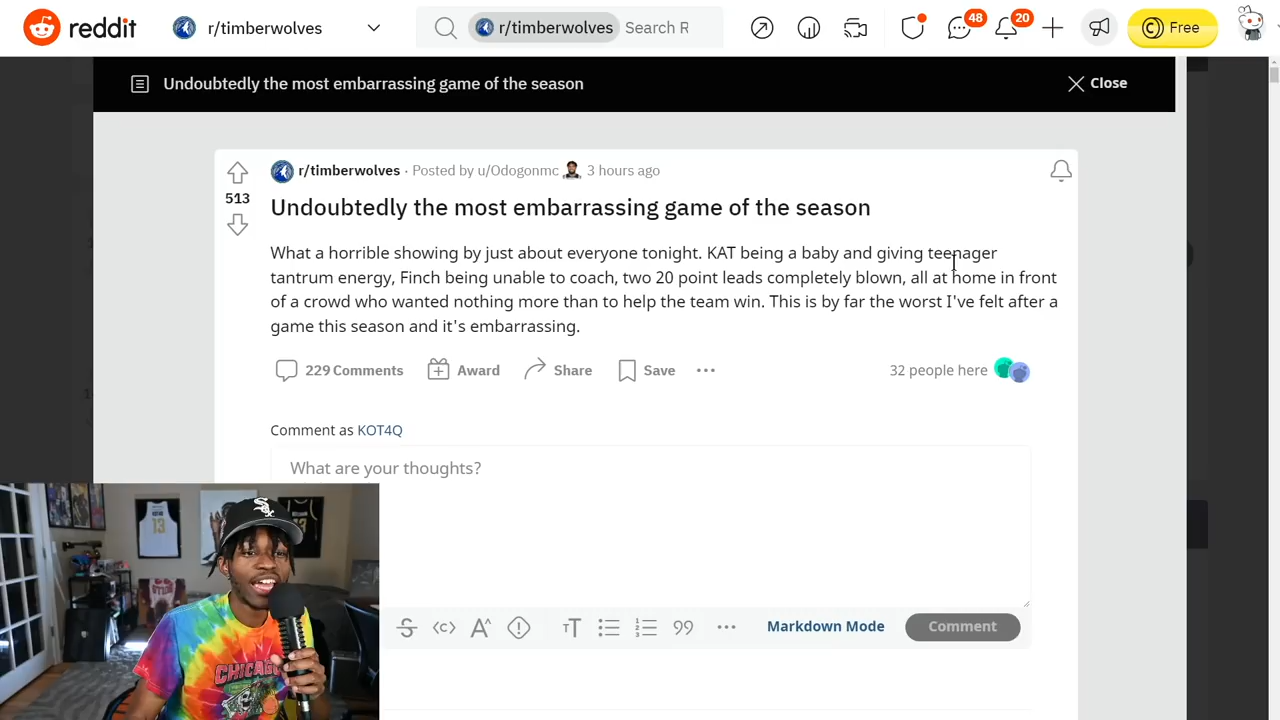 reddit
r/timberwolves
r/timberwolves Search R
48
20
Free
Undoubtedly the most embarrassing game of the season
Close
r/timberwolves · Posted by u/Odogonmc 3 hours ago
513
Undoubtedly the most embarrassing game of the season
What a horrible showing by just about everyone tonight. KAT being a baby and giving teenager
tantrum energy, Finch being unable to coach, two 20 point leads completely blown, all at home in front
of a crowd who wanted nothing more than to help the team win. This is by far the worst I've felt after a
game this season and it's embarrassing.
229 Comments Award Share Save ··· 32 people here
Comment as KOT4Q
What are your thoughts?
Markdown Mode
Comment
13
CHICAGO